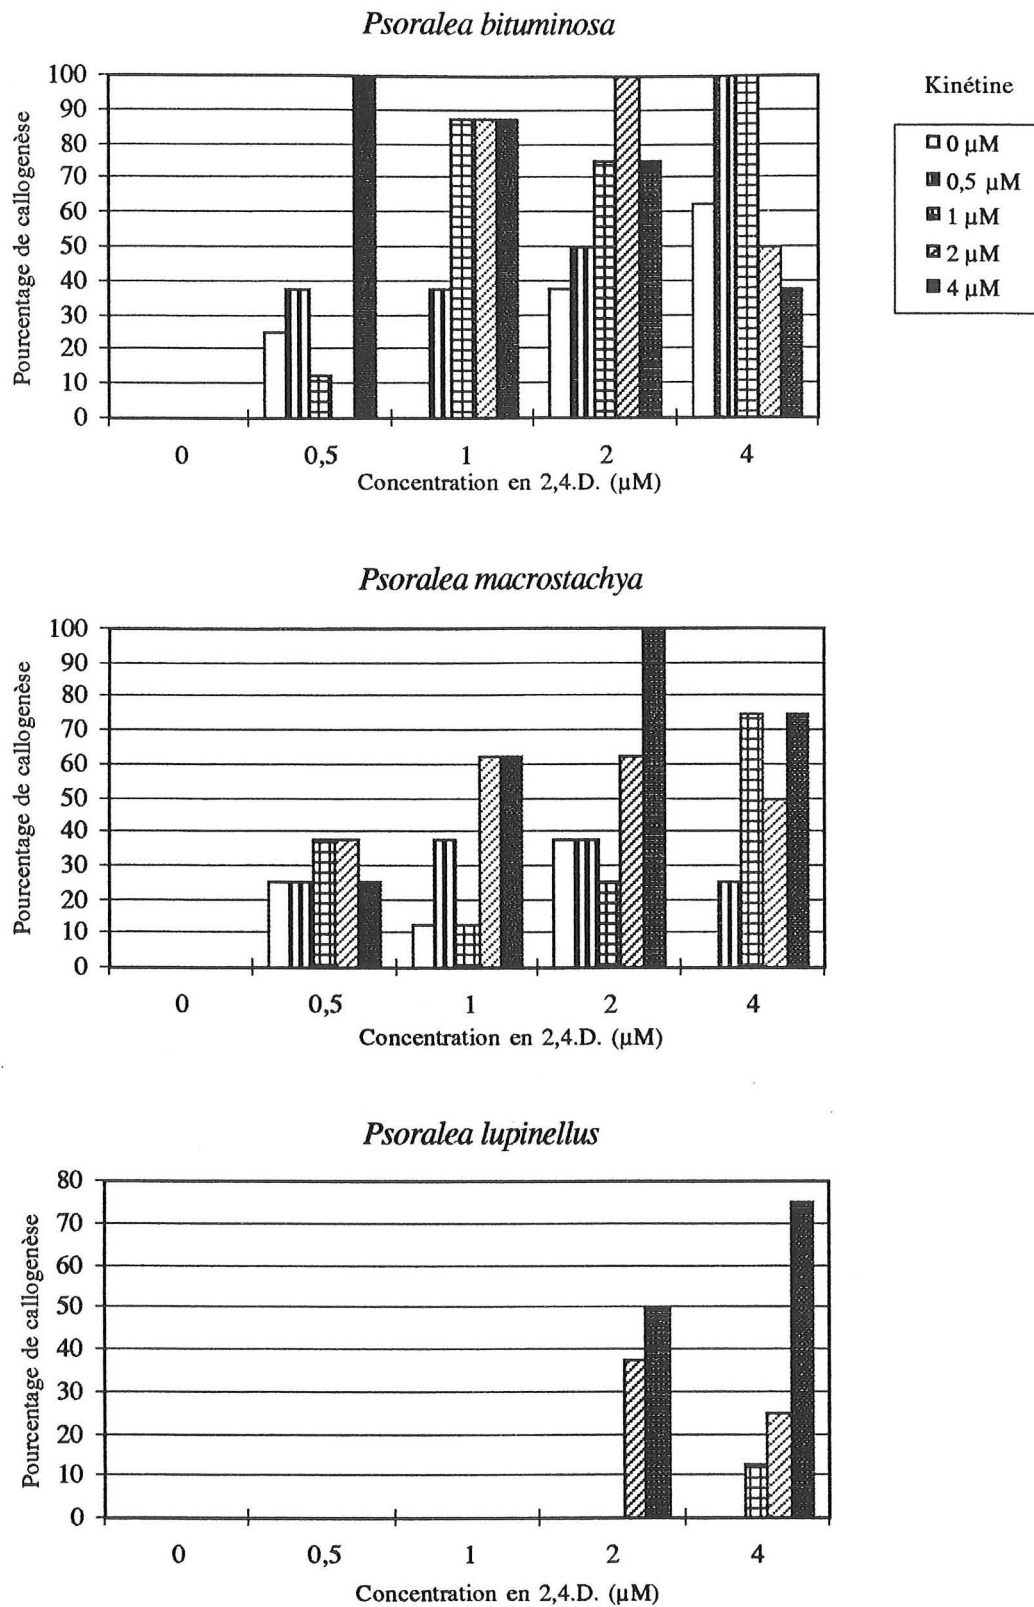 Psoralea bituminosa
Pourcentage de callogenèse
100
90
80
70
60
50
40
30
20
10
0
0 0,5 1 2 4
Concentration en 2,4.D. (µM)
Kinétine
0 µM
0,5 µM
1 µM
2 µM
4 µM
Psoralea macrostachya
Pourcentage de callogenèse
100
90
80
70
60
50
40
30
20
10
0
0 0,5 1 2 4
Concentration en 2,4.D. (µM)
Psoralea lupinellus
Pourcentage de callogenèse
80
70
60
50
40
30
20
10
0
0 0,5 1 2 4
Concentration en 2,4.D. (µM)